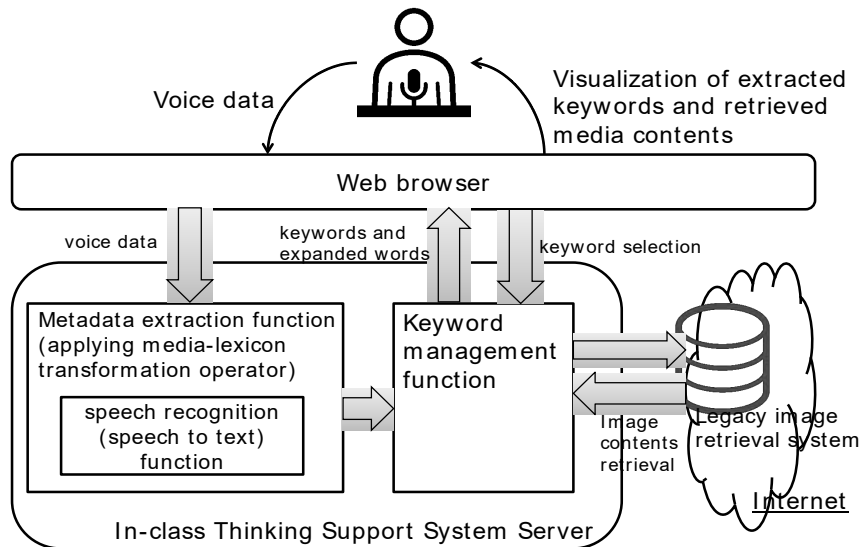 Voice data
Visualization of extracted
keywords and retrieved
media contents
Web browser
voice data
keywords and
expanded words
keyword selection
Metadata extraction function
(applying media-lexicon
transformation operator)
speech recognition
(speech to text)
function
Keyword
management
function
Image
contents
retrieval
Legacy image
retrieval system
Internet
In-class Thinking Support System Server